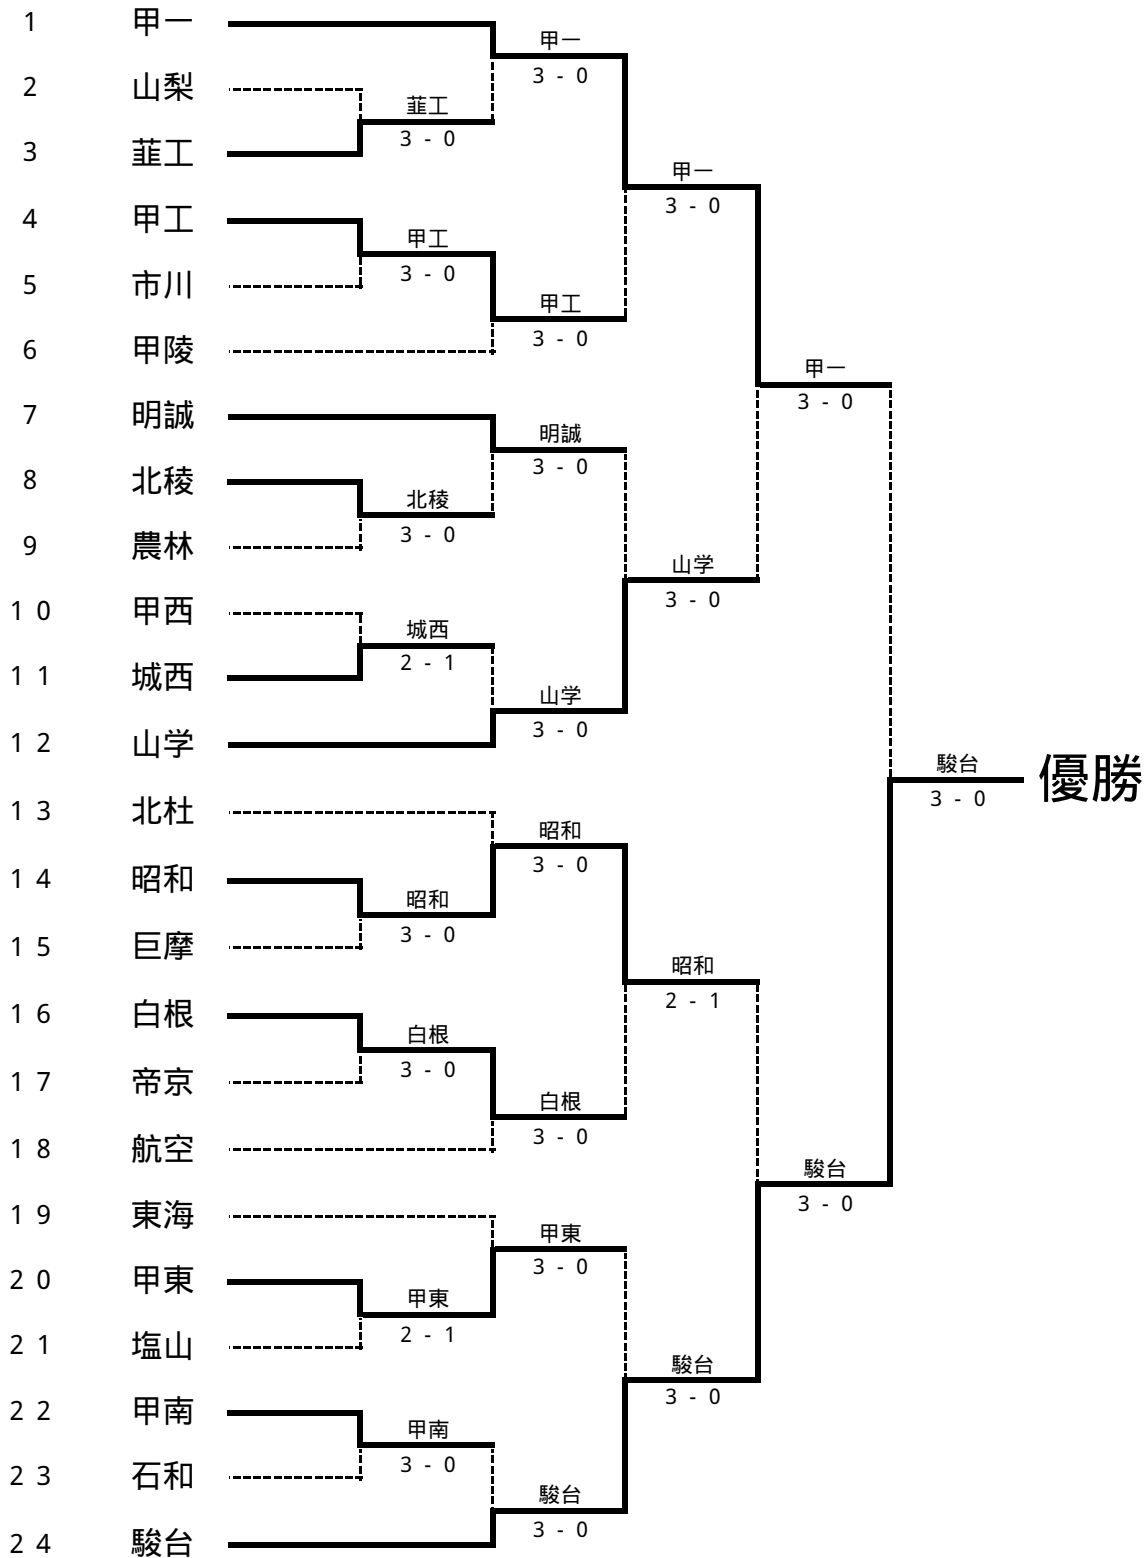 1 甲一
甲一
3 - 0
2 山梨
韮工
3 - 0
3 韮工
甲一
3 - 0
4 甲工
甲工
3 - 0
5 市川
甲工
3 - 0
6 甲陵
甲一
3 - 0
7 明誠
明誠
3 - 0
8 北稜
北稜
3 - 0
9 農林
山学
3 - 0
10 甲西
城西
2 - 1
11 城西
山学
3 - 0
12 山学
駿台
3 - 0
優勝
13 北杜
昭和
3 - 0
14 昭和
昭和
3 - 0
15 巨摩
昭和
2 - 1
16 白根
白根
3 - 0
17 帝京
白根
3 - 0
18 航空
駿台
3 - 0
19 東海
甲東
3 - 0
20 甲東
甲東
2 - 1
21 塩山
駿台
3 - 0
22 甲南
甲南
3 - 0
23 石和
駿台
3 - 0
24 駿台